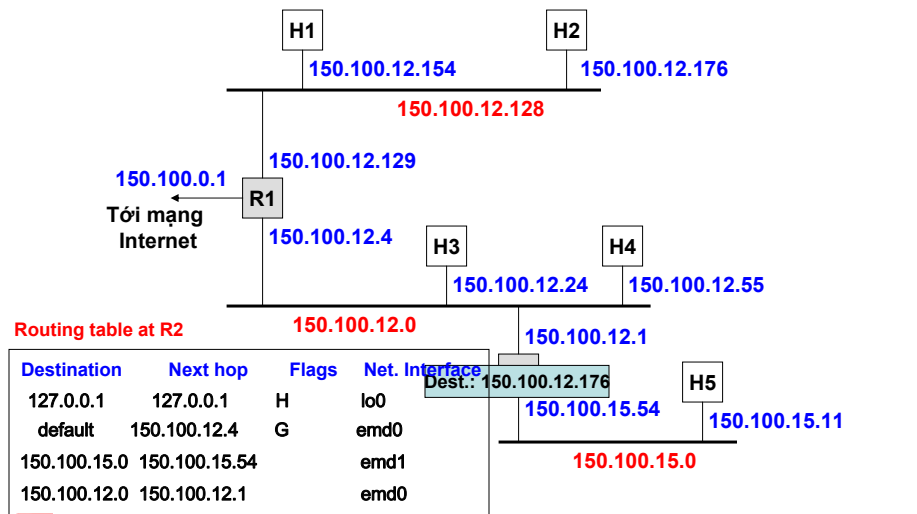 H1
H2
150.100.12.154
150.100.12.176
150.100.12.128
150.100.12.129
150.100.0.1
R1
Tới mạng
Internet
150.100.12.4
H3
H4
150.100.12.24
150.100.12.55
150.100.12.0
150.100.12.1
Dest.: 150.100.12.176
H5
150.100.15.54
150.100.15.11
150.100.15.0
Routing table at R2
Destination Next hop Flags Net. Interface
127.0.0.1 127.0.0.1 H lo0
default 150.100.12.4 G emd0
150.100.15.0 150.100.15.54 emd1
150.100.12.0 150.100.12.1 emd0